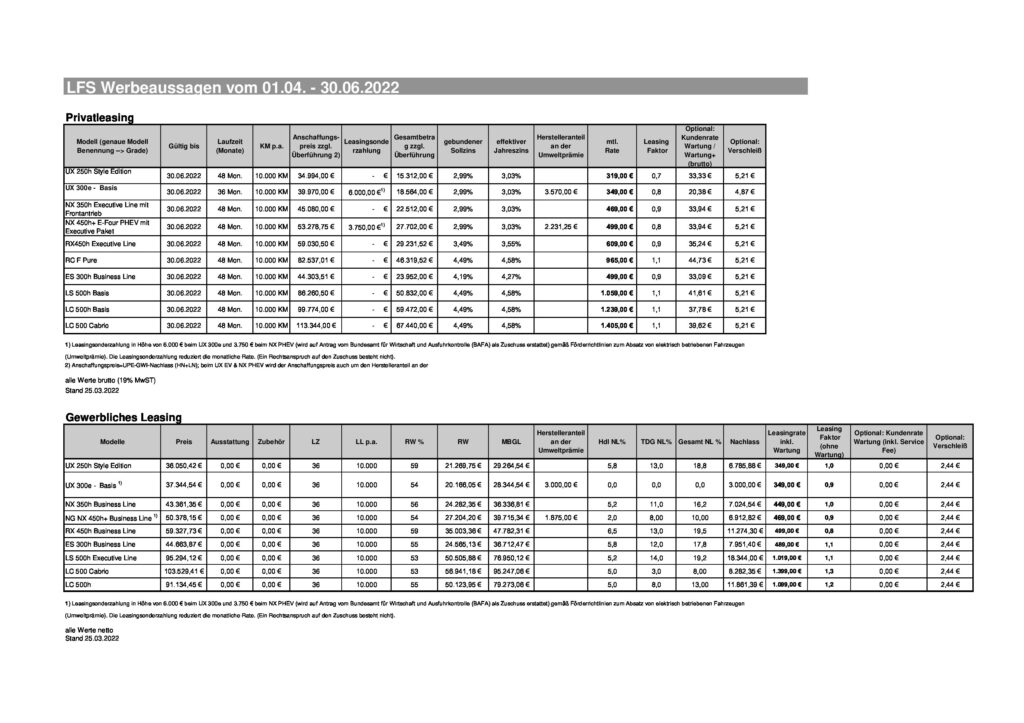 LFS Werbeaussagen vom 01.04. - 30.06.2022
Privatleasing
Modell (genaue Modell Benennung --> Grade) Gültig bis Laufzeit (Monate) KM p.a. Anschaffungs-preis zzgl. Überführung 2) Leasingsonderzahlung Gesamtbetrag zzgl. Überführung gebundener Sollzins effektiver Jahreszins Herstelleranteil an der Umweltprämie mtl. Rate Leasing Faktor Optional: Kundenrate Wartung / Wartung+ (brutto) Optional: Verschleiß
UX 250h Style Edition 30.06.2022 48 Mon. 10.000 KM 34.994,00 € - € 15.312,00 € 2,99% 3,03% 319,00 € 0,7 33,33 € 5,21 €
UX 300e - Basis 30.06.2022 36 Mon. 10.000 KM 39.970,00 € 6.000,00 €1) 18.564,00 € 2,99% 3,03% 3.570,00 € 349,00 € 0,8 20,38 € 4,87 €
NX 350h Executive Line mit Frontantrieb 30.06.2022 48 Mon. 10.000 KM 45.080,00 € - € 22.512,00 € 2,99% 3,03% 469,00 € 0,9 33,94 € 5,21 €
NX 450h+ E-Four PHEV mit Executive Paket 30.06.2022 48 Mon. 10.000 KM 53.278,75 € 3.750,00 €1) 27.702,00 € 2,99% 3,03% 2.231,25 € 499,00 € 0,8 33,94 € 5,21 €
RX450h Executive Line 30.06.2022 48 Mon. 10.000 KM 59.030,50 € - € 29.231,52 € 3,49% 3,55% 609,00 € 0,9 35,24 € 5,21 €
RC F Pure 30.06.2022 48 Mon. 10.000 KM 82.537,01 € - € 46.319,52 € 4,49% 4,58% 965,00 € 1,1 44,73 € 5,21 €
ES 300h Business Line 30.06.2022 48 Mon. 10.000 KM 44.303,51 € - € 23.952,00 € 4,19% 4,27% 499,00 € 0,9 33,09 € 5,21 €
LS 500h Basis 30.06.2022 48 Mon. 10.000 KM 86.260,50 € - € 50.832,00 € 4,49% 4,58% 1.059,00 € 1,1 41,61 € 5,21 €
LC 500h Basis 30.06.2022 48 Mon. 10.000 KM 99.774,00 € - € 59.472,00 € 4,49% 4,58% 1.239,00 € 1,1 37,78 € 5,21 €
LC 500 Cabrio 30.06.2022 48 Mon. 10.000 KM 113.344,00 € - € 67.440,00 € 4,49% 4,58% 1.405,00 € 1,1 39,62 € 5,21 €
1) Leasingsonderzahlung in Höhe von 6.000 € beim UX 300e und 3.750 € beim NX PHEV (wird auf Antrag vom Bundesamt für Wirtschaft und Ausfuhrkontrolle (BAFA) als Zuschuss erstattet) gemäß Förderrichtlinien zum Absatz von elektrisch betriebenen Fahrzeugen
(Umweltprämie). Die Leasingsonderzahlung reduziert die monatliche Rate. (Ein Rechtsanspruch auf den Zuschuss besteht nicht).
2) Anschaffungspreis=UPE-GWI-Nachlass (HN+LN); beim UX EV & NX PHEV wird der Anschaffungspreis auch um den Herstelleranteil an der
alle Werte brutto (19% MwST)
Stand 25.03.2022
Gewerbliches Leasing
Modelle Preis Ausstattung Zubehör LZ LL p.a. RW % RW MBGL Herstelleranteil an der Umweltprämie Hdl NL% TDG NL% Gesamt NL % Nachlass Leasingrate inkl. Wartung Leasing Faktor (ohne Wartung) Optional: Kundenrate Wartung (inkl. Service Fee) Optional: Verschleiß
UX 250h Style Edition 36.050,42 € 0,00 € 0,00 € 36 10.000 59 21.269,75 € 29.264,54 € 5,8 13,0 18,8 6.785,88 € 349,00 € 1,0 0,00 € 2,44 €
UX 300e - Basis 1) 37.344,54 € 0,00 € 0,00 € 36 10.000 54 20.166,05 € 28.344,54 € 3.000,00 € 0,0 0,0 0,0 3.000,00 € 349,00 € 0,9 0,00 € 2,44 €
NX 350h Business Line 43.361,35 € 0,00 € 0,00 € 36 10.000 56 24.282,35 € 36.336,81 € 5,2 11,0 16,2 7.024,54 € 449,00 € 1,0 0,00 € 2,44 €
NG NX 450h+ Business Line 1) 50.378,15 € 0,00 € 0,00 € 36 10.000 54 27.204,20 € 39.715,34 € 1.875,00 € 2,0 8,00 10,00 6.912,82 € 469,00 € 0,9 0,00 € 2,44 €
RX 450h Business Line 59.327,73 € 0,00 € 0,00 € 36 10.000 59 35.003,36 € 47.782,31 € 6,5 13,0 19,5 11.274,30 € 498,00 € 0,8 0,00 € 2,44 €
ES 300h Business Line 44.663,87 € 0,00 € 0,00 € 36 10.000 55 24.565,13 € 36.712,47 € 5,8 12,0 17,8 7.951,40 € 489,00 € 1,1 0,00 € 2,44 €
LS 500h Executive Line 95.294,12 € 0,00 € 0,00 € 36 10.000 53 50.505,88 € 76.950,12 € 5,2 14,0 19,2 18.344,00 € 1.019,00 € 1,1 0,00 € 2,44 €
LC 500 Cabrio 103.529,41 € 0,00 € 0,00 € 36 10.000 55 56.941,18 € 95.247,06 € 5,0 3,0 8,00 8.282,35 € 1.399,00 € 1,3 0,00 € 2,44 €
LC 500h 91.134,45 € 0,00 € 0,00 € 36 10.000 55 50.123,95 € 79.273,06 € 5,0 8,0 13,00 11.861,39 € 1.099,00 € 1,2 0,00 € 2,44 €
1) Leasingsonderzahlung in Höhe von 6.000 € beim UX 300e und 3.750 € beim NX PHEV (wird auf Antrag vom Bundesamt für Wirtschaft und Ausfuhrkontrolle (BAFA) als Zuschuss erstattet) gemäß Förderrichtlinien zum Absatz von elektrisch betriebenen Fahrzeugen
(Umweltprämie). Die Leasingsonderzahlung reduziert die monatliche Rate. (Ein Rechtsanspruch auf den Zuschuss besteht nicht).
alle Werte netto
Stand 25.03.2022